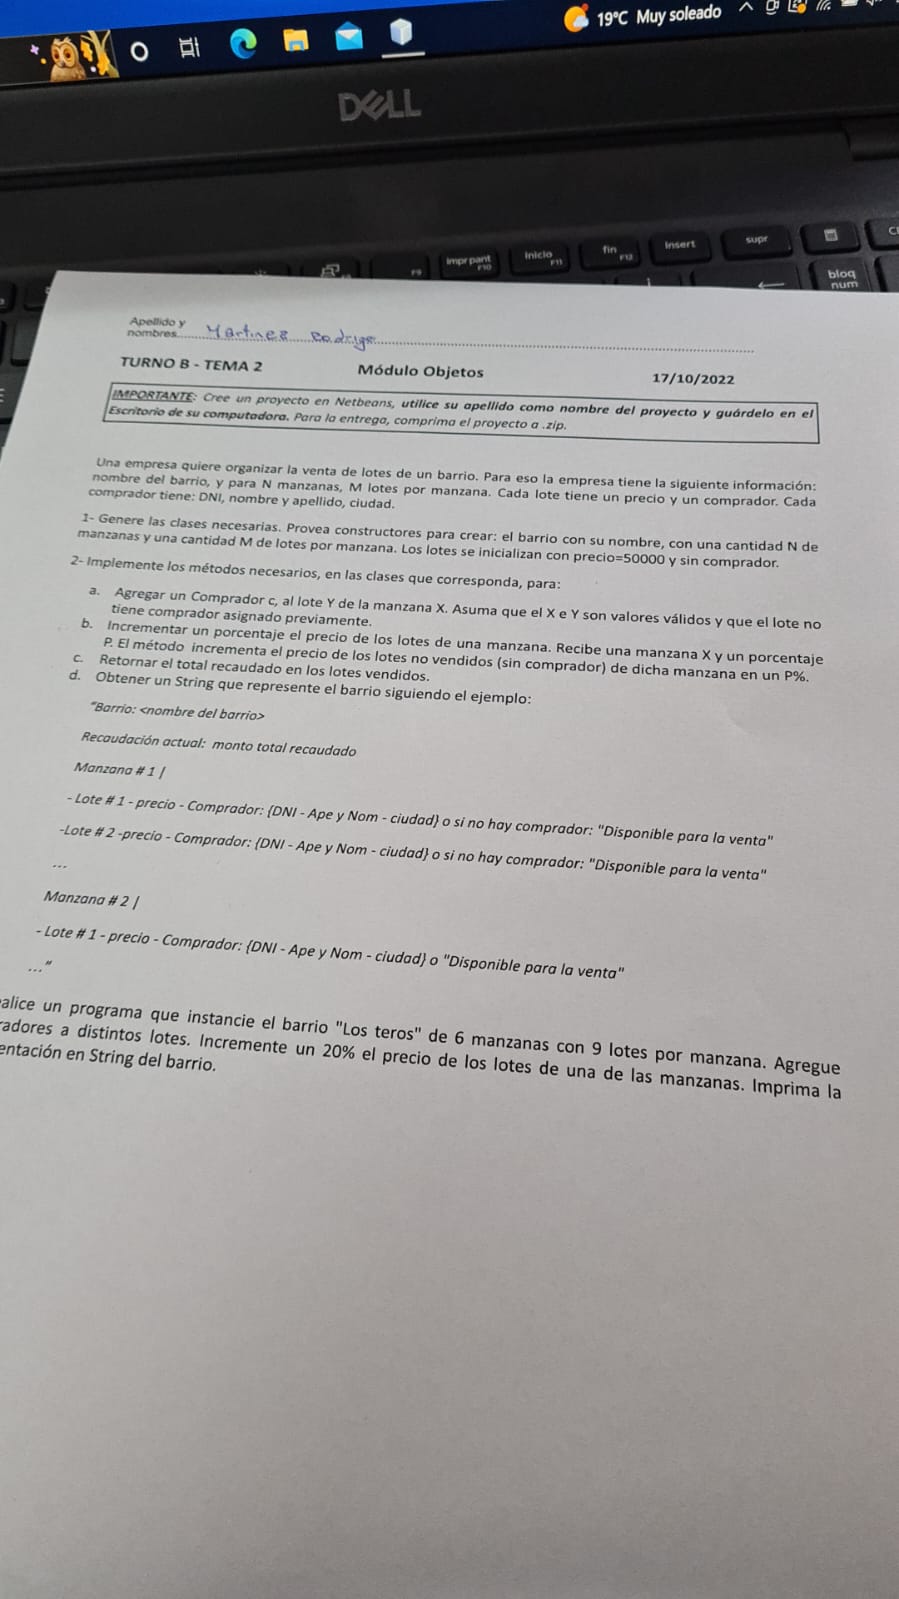 19°C Muy soleado
DELL
impr pant
F10
Inicio
F11
fin
F12
Insert
supr
F9
bloq
num
Apellido y
nombres Martinez Rodrigo
TURNO B - TEMA 2 Módulo Objetos 17/10/2022
IMPORTANTE: Cree un proyecto en Netbeans, utilice su apellido como nombre del proyecto y guárdelo en el
Escritorio de su computadora. Para la entrega, comprima el proyecto a .zip.
Una empresa quiere organizar la venta de lotes de un barrio. Para eso la empresa tiene la siguiente información:
nombre del barrio, y para N manzanas, M lotes por manzana. Cada lote tiene un precio y un comprador. Cada
comprador tiene: DNI, nombre y apellido, ciudad.
1- Genere las clases necesarias. Provea constructores para crear: el barrio con su nombre, con una cantidad N de
manzanas y una cantidad M de lotes por manzana. Los lotes se inicializan con precio=50000 y sin comprador.
2- Implemente los métodos necesarios, en las clases que corresponda, para:
a. Agregar un Comprador c, al lote Y de la manzana X. Asuma que el X e Y son valores válidos y que el lote no
tiene comprador asignado previamente.
b. Incrementar un porcentaje el precio de los lotes de una manzana. Recibe una manzana X y un porcentaje
P. El método incrementa el precio de los lotes no vendidos (sin comprador) de dicha manzana en un P%.
c. Retornar el total recaudado en los lotes vendidos.
d. Obtener un String que represente el barrio siguiendo el ejemplo:
"Barrio: <nombre del barrio>
Recaudación actual: monto total recaudado
Manzana # 1 |
- Lote # 1 - precio - Comprador: {DNI - Ape y Nom - ciudad} o si no hay comprador: "Disponible para la venta"
-Lote # 2 -precio - Comprador: {DNI - Ape y Nom - ciudad} o si no hay comprador: "Disponible para la venta"
...
Manzana # 2 |
- Lote # 1 - precio - Comprador: {DNI - Ape y Nom - ciudad} o "Disponible para la venta"
..."
ealice un programa que instancie el barrio "Los teros" de 6 manzanas con 9 lotes por manzana. Agregue
radores a distintos lotes. Incremente un 20% el precio de los lotes de una de las manzanas. Imprima la
entación en String del barrio.